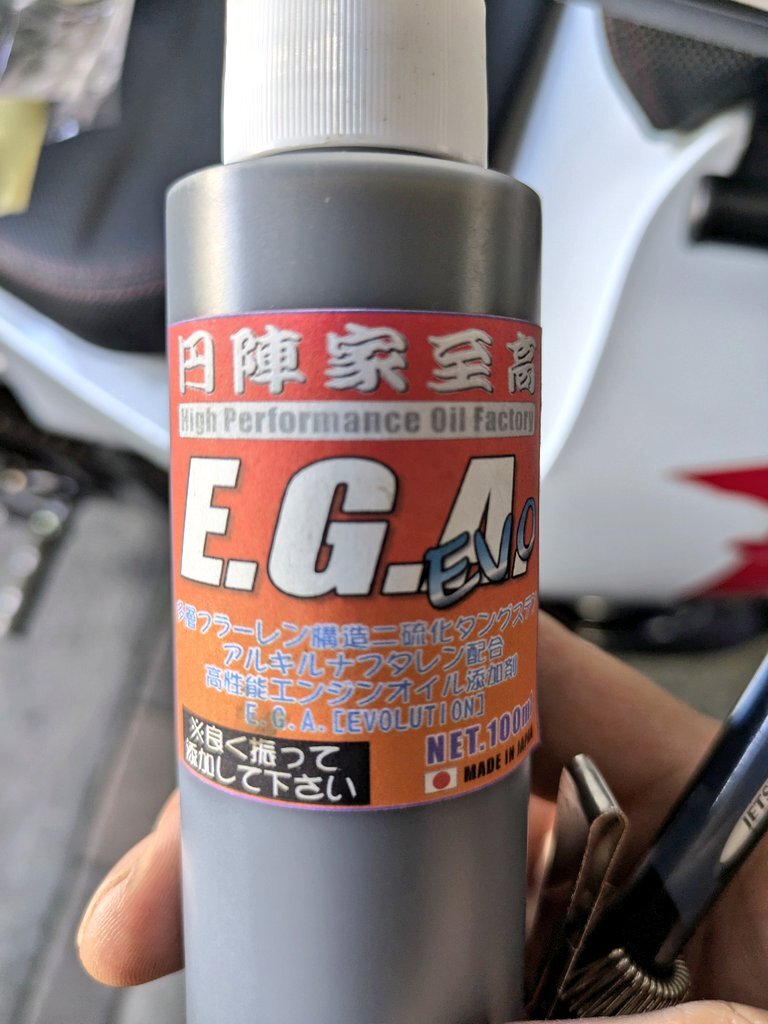 円陣家至高
High Performance Oil Factory
E.G.A.
EVO
多層フラーレン構造二硫化タングステン
アルキルナフタレン配合
高性能エンジンオイル添加剤
E.G.A.[EVOLUTION]
※良く振って
添加して下さい
NET.100ml
MADE IN JAPAN
JETS